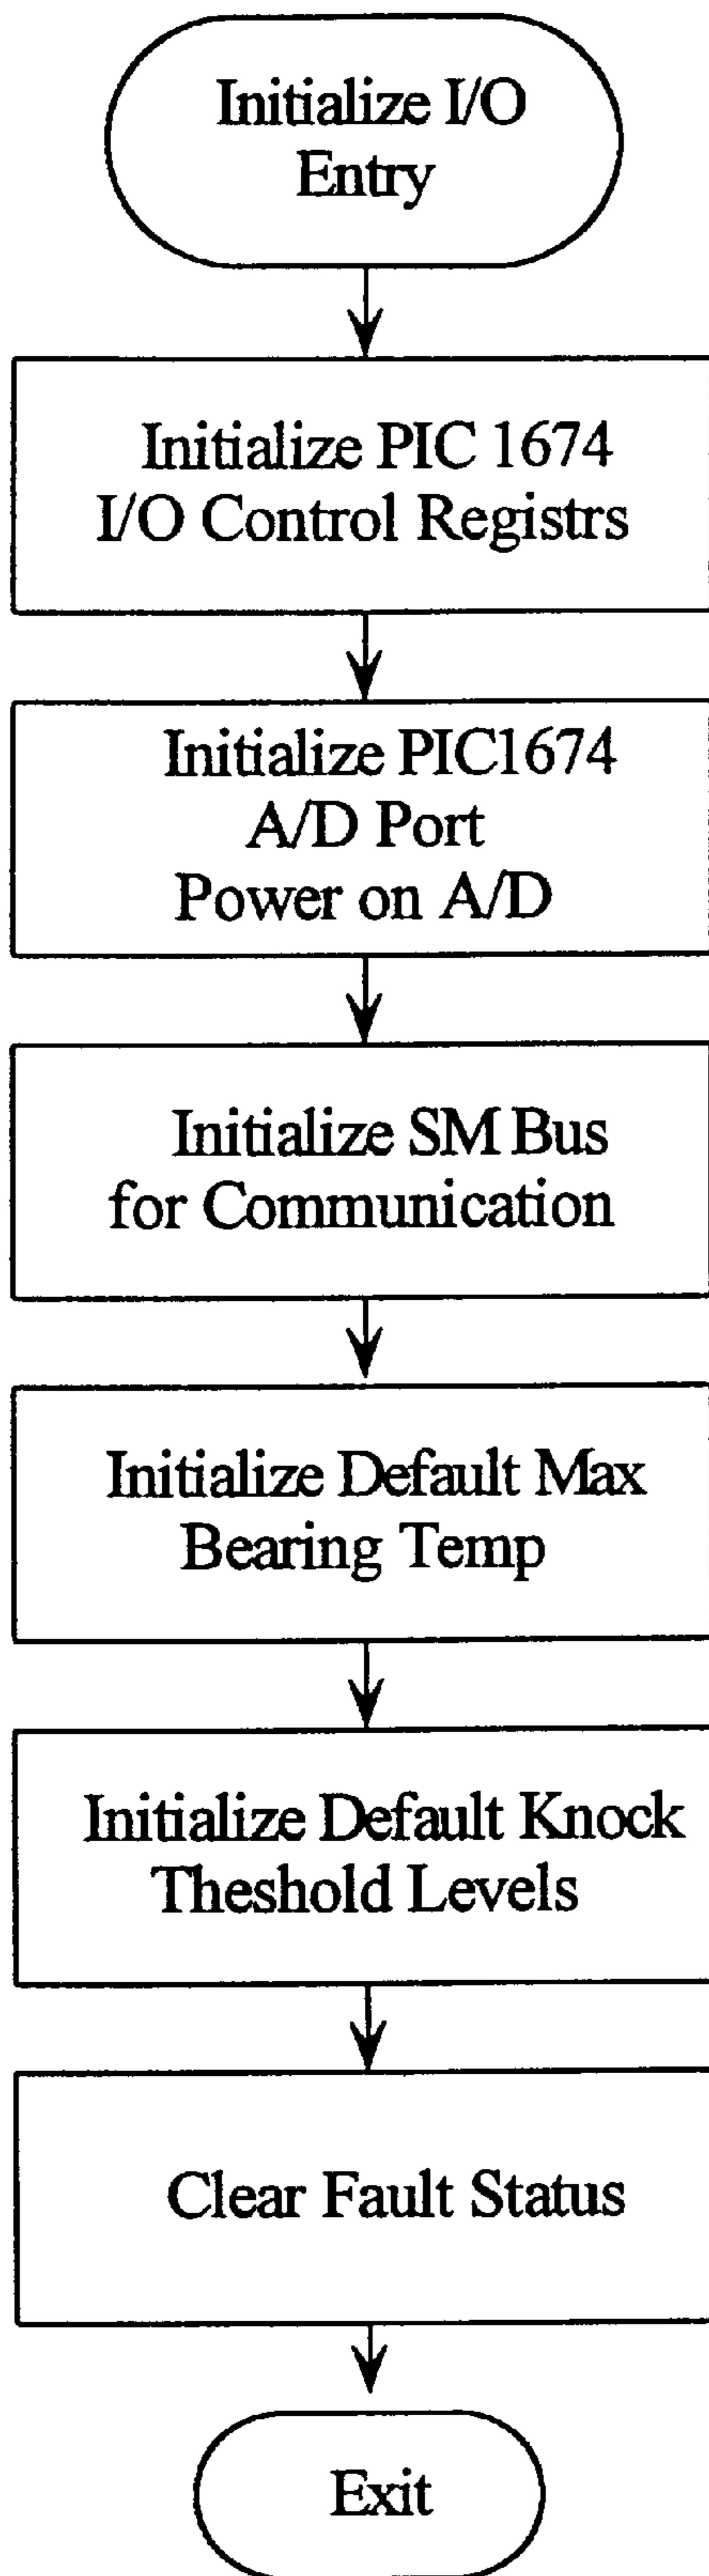 Initialize I/O
Entry
Initialize PIC 1674
I/O Control Registrs
Initialize PIC1674
A/D Port
Power on A/D
Initialize SM Bus
for Communication
Initialize Default Max
Bearing Temp
Initialize Default Knock
Theshold Levels
Clear Fault Status
Exit